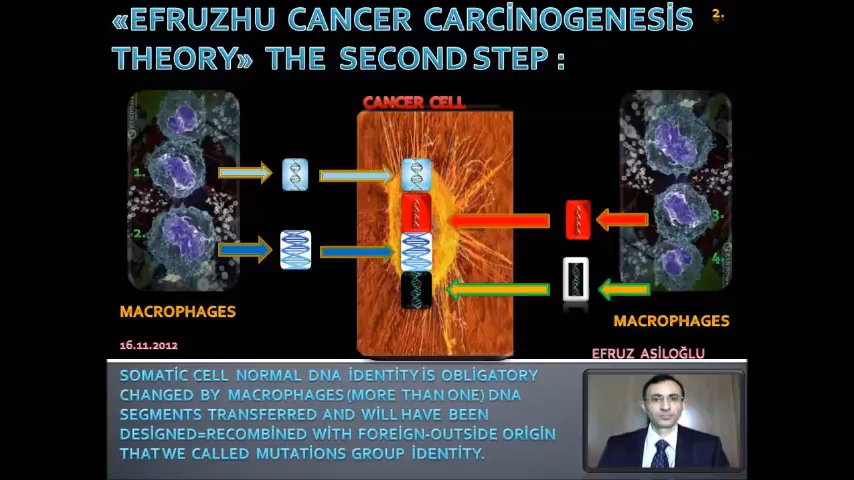 «EFRUZHU CANCER CARCİNOGENESİS
2.
THEORY» THE SECOND STEP :
CANCER CELL
1.
2.
3.
4.
MACROPHAGES
MACROPHAGES
16.11.2012
EFRUZ ASİLOĞLU
SOMATİC CELL NORMAL DNA İDENTİTY İS OBLİGATORY
CHANGED BY MACROPHAGES (MORE THAN ONE) DNA
SEGMENTS TRANSFERRED AND WİLL HAVE BEEN
DESİGNED=RECOMBİNED WİTH FOREİGN-OUTSİDE ORİGİN
THAT WE CALLED MUTATİONS GROUP İDENTİTY.